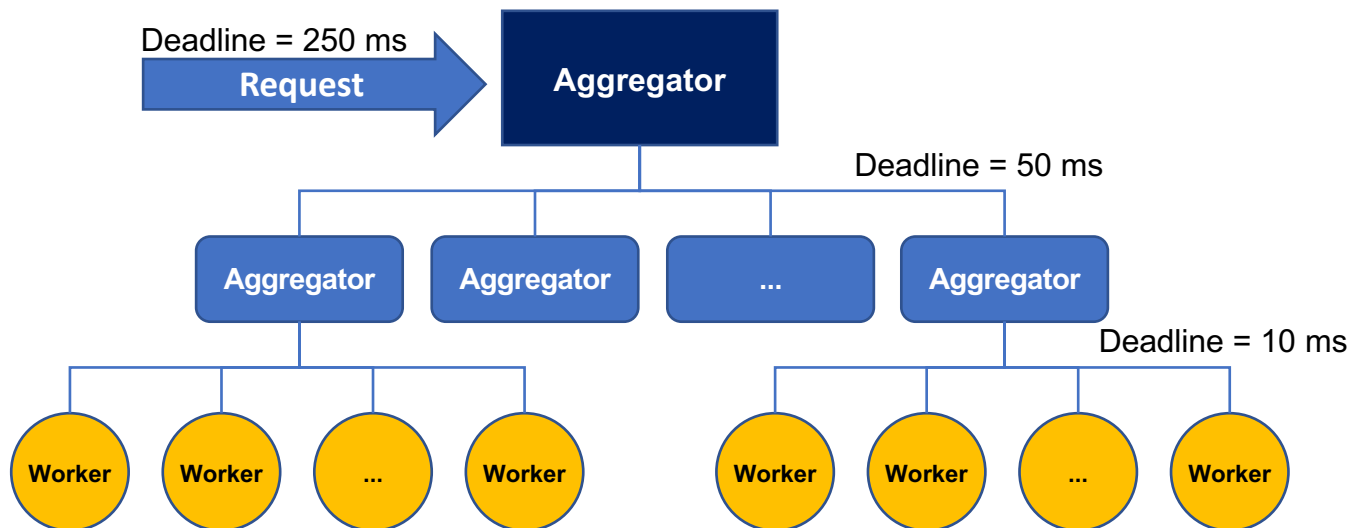 Deadline = 250 ms
Request
Aggregator
Deadline = 50 ms
Aggregator
Aggregator
...
Aggregator
Deadline = 10 ms
Worker
Worker
...
Worker
Worker
Worker
...
Worker